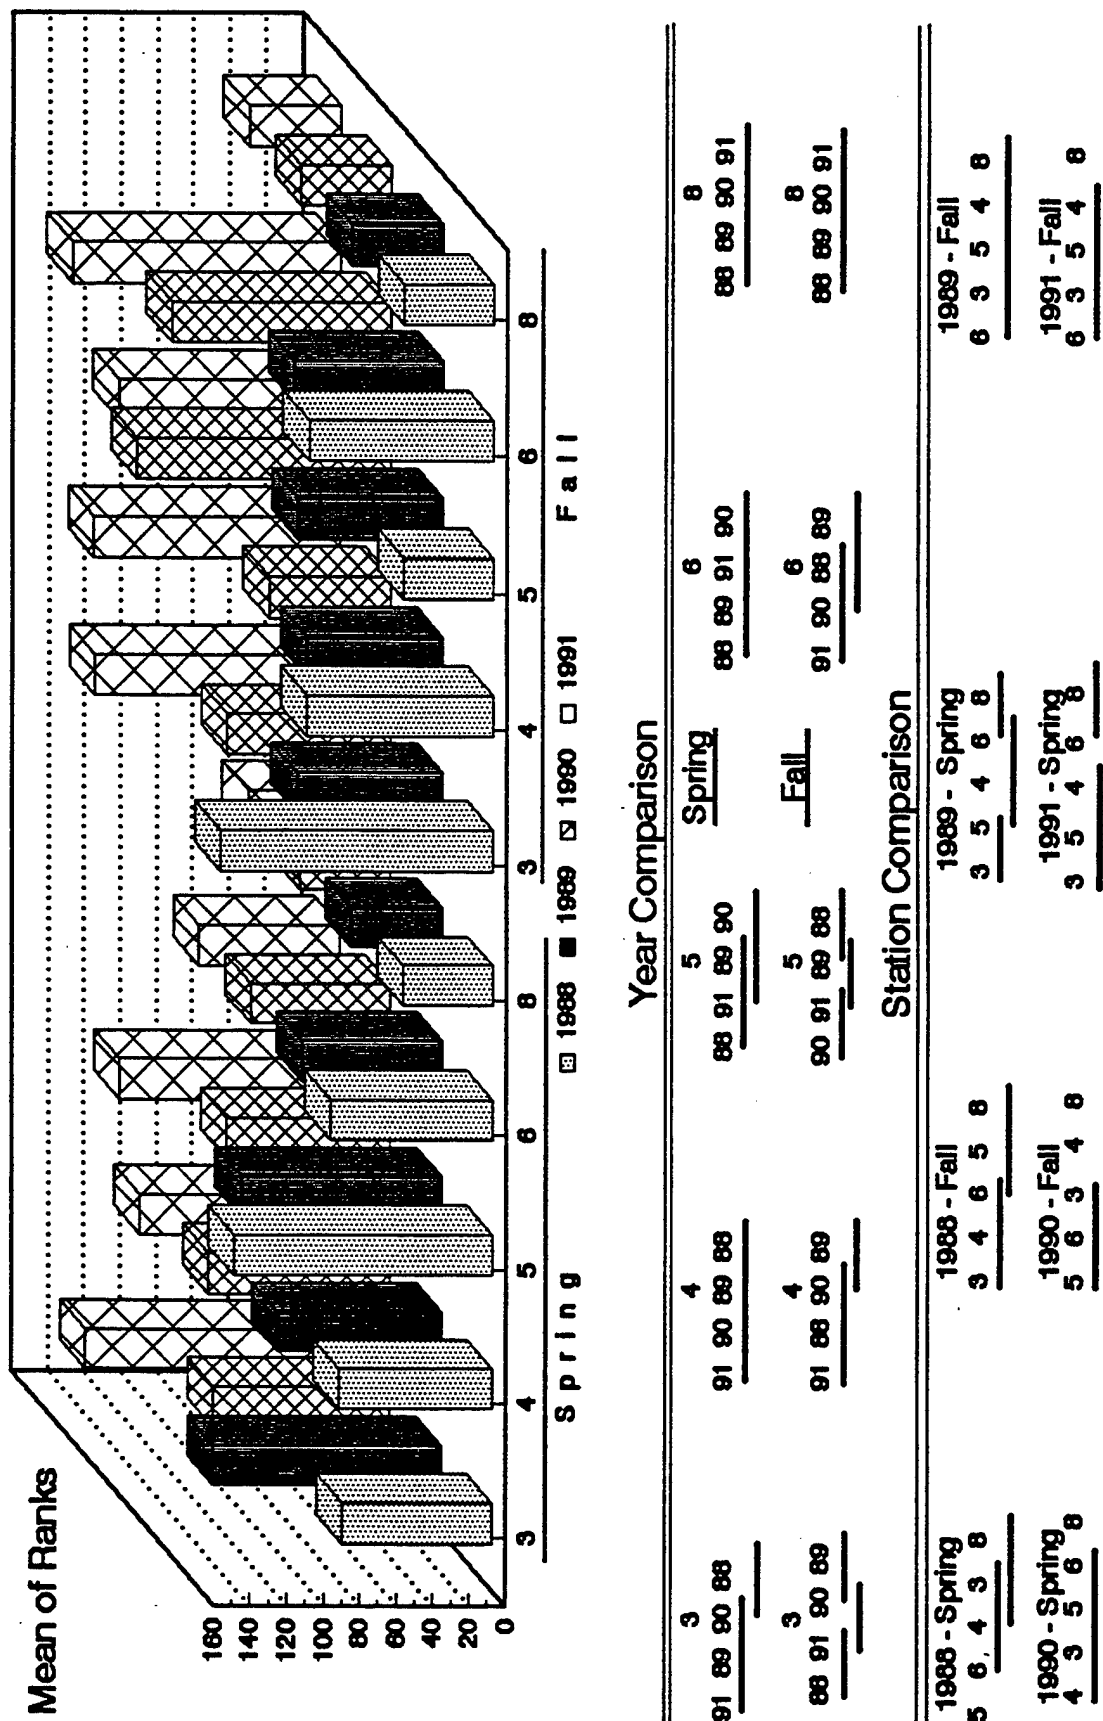 Mean of Ranks
160
140
120
100
80
60
40
20
0
3 4 5 6 8 3 4 5 6 8
Spring Fall
1988 1989 1990 1991
Year Comparison
Spring
3 4 5 6 8
91 89 90 88 91 90 89 88 88 91 89 90 88 89 91 90 88 89 90 91
Fall
3 4 5 6 8
88 91 90 89 91 88 90 89 90 91 89 88 91 90 88 89 88 89 90 91
Station Comparison
1988 - Spring 1988 - Fall 1989 - Spring 1989 - Fall
5 6 4 3 8 3 4 6 5 8 3 5 4 6 8 6 3 5 4 8
1990 - Spring 1990 - Fall 1991 - Spring 1991 - Fall
4 3 5 6 8 5 6 3 4 8 3 5 4 6 8 6 3 5 4 8